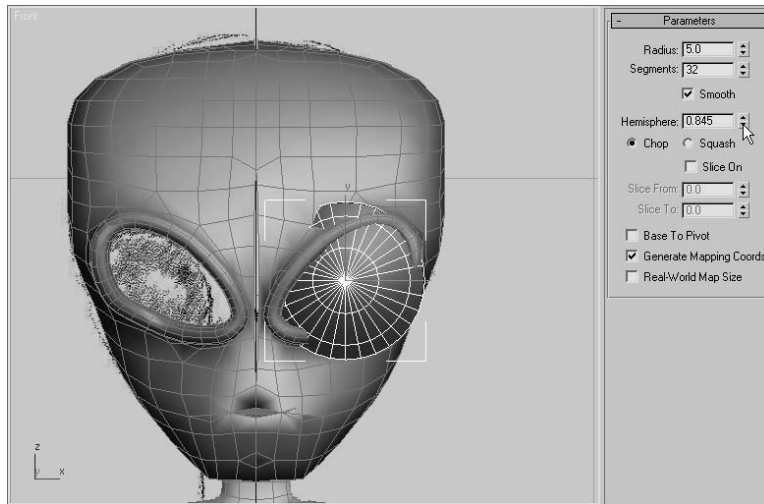 Front
- Parameters
Radius: 5.0
Segments: 32
Smooth
Hemisphere: 0.845
Chop Squash
Slice On
Slice From: 0.0
Slice To: 0.0
Base To Pivot
Generate Mapping Coords
Real-World Map Size
y
z
y x